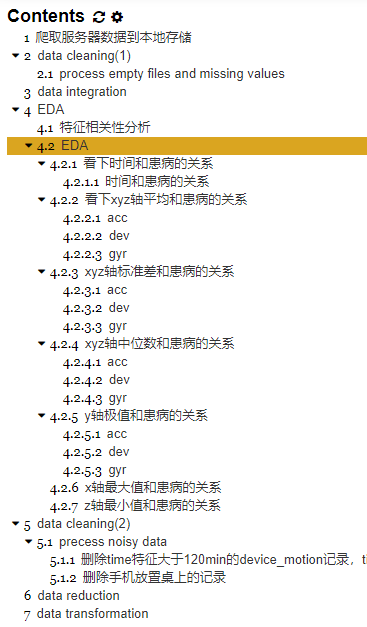 Contents
1 爬取服务器数据到本地存储
2 data cleaning(1)
2.1 process empty files and missing values
3 data integration
4 EDA
4.1 特征相关性分析
4.2 EDA
4.2.1 看下时间和患病的关系
4.2.1.1 时间和患病的关系
4.2.2 看下xyz轴平均和患病的关系
4.2.2.1 acc
4.2.2.2 dev
4.2.2.3 gyr
4.2.3 xyz轴标准差和患病的关系
4.2.3.1 acc
4.2.3.2 dev
4.2.3.3 gyr
4.2.4 xyz轴中位数和患病的关系
4.2.4.1 acc
4.2.4.2 dev
4.2.4.3 gyr
4.2.5 y轴极值和患病的关系
4.2.5.1 acc
4.2.5.2 dev
4.2.5.3 gyr
4.2.6 x轴最大值和患病的关系
4.2.7 z轴最小值和患病的关系
5 data cleaning(2)
5.1 precess noisy data
5.1.1 删除time特征大于120min的device_motion记录，
5.1.2 删除手机放置桌上的记录
6 data reduction
7 data transformation